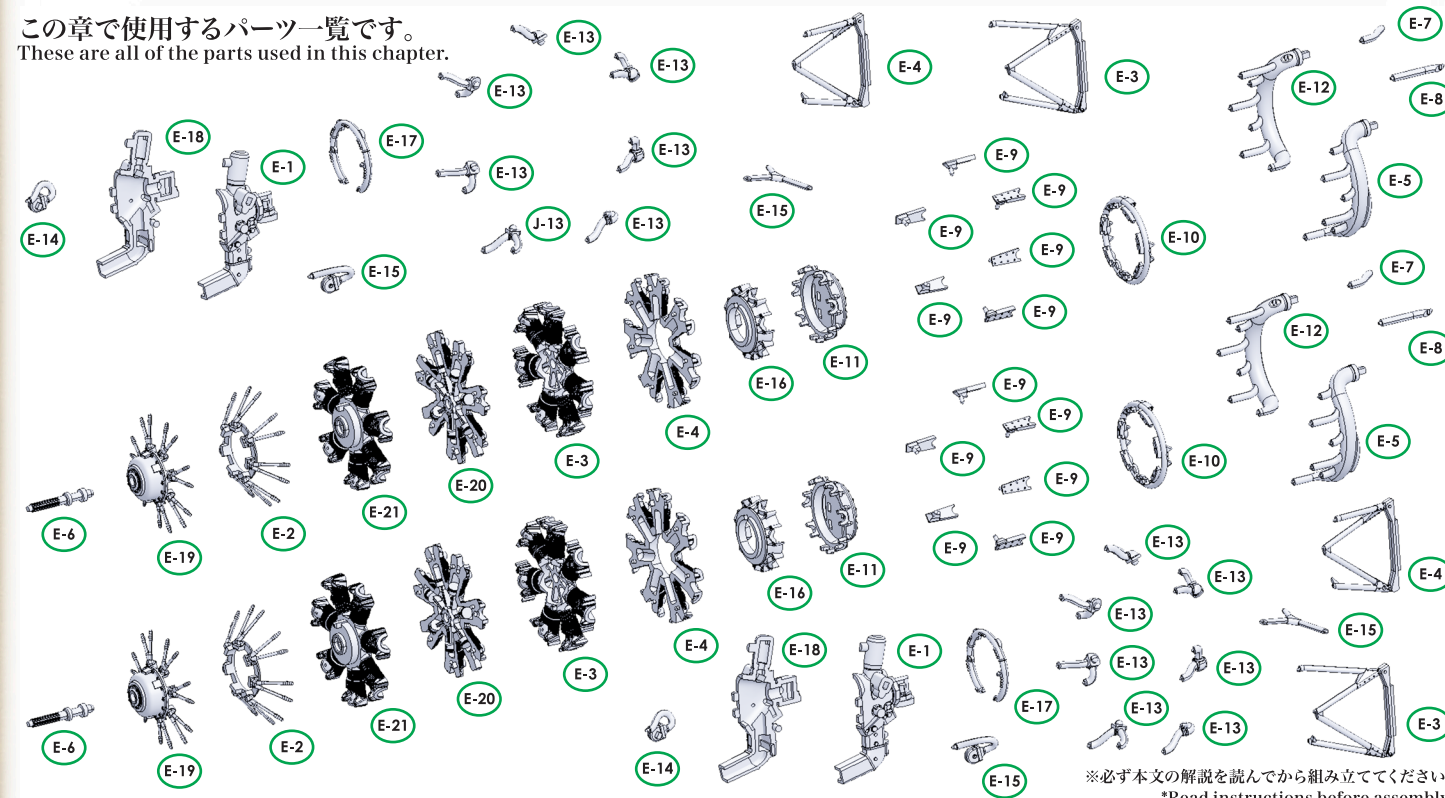 この章で使用するパーツ一覧です。
These are all of the parts used in this chapter.
E-13
E-13
E-13
E-4
E-3
E-7
E-12
E-8
E-18
E-1
E-17
E-13
E-13
E-9
E-9
E-5
E-14
E-15
J-13
E-13
E-15
E-9
E-9
E-10
E-7
E-9
E-9
E-12
E-8
E-16
E-11
E-4
E-9
E-9
E-3
E-9
E-10
E-5
E-20
E-9
E-21
E-2
E-6
E-19
E-9
E-9
E-11
E-16
E-13
E-13
E-4
E-13
E-15
E-4
E-18
E-1
E-13
E-13
E-3
E-20
E-17
E-13
E-13
E-3
E-21
E-2
E-6
E-19
E-14
E-15
※必ず本文の解説を読んでから組み立ててください
*Read instructions before assembly